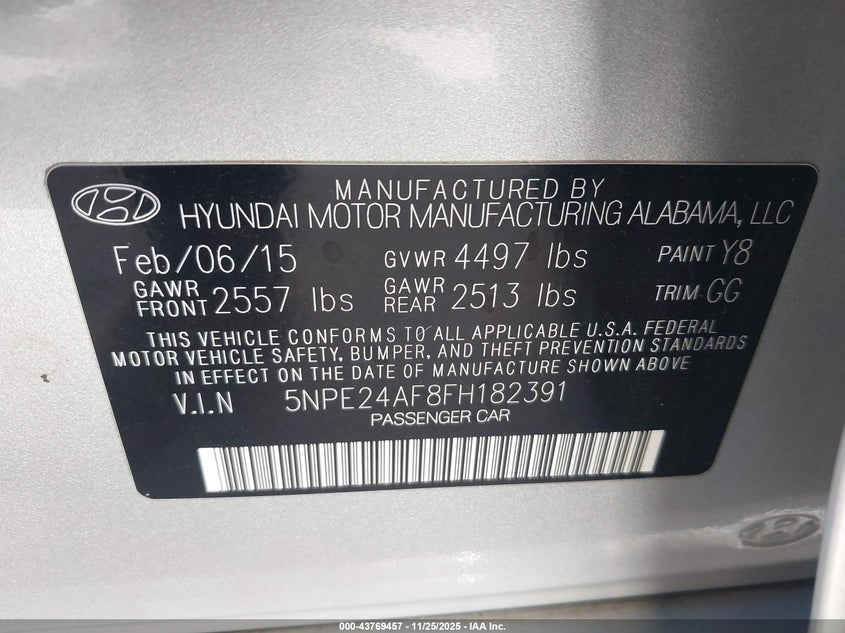 MANUFACTURED BY
HYUNDAI MOTOR MANUFACTURING ALABAMA, LLC
Feb/06/15 GVWR 4497 lbs PAINT Y8
GAWR FRONT 2557 lbs GAWR REAR 2513 lbs TRIM GG
THIS VEHICLE CONFORMS TO ALL APPLICABLE U.S.A. FEDERAL
MOTOR VEHICLE SAFETY, BUMPER, AND THEFT PREVENTION STANDARDS
IN EFFECT ON THE DATE OF MANUFACTURE SHOWN ABOVE
V.I.N 5NPE24AF8FH182391
PASSENGER CAR
000-43769457 - 11/25/2025 - IAA Inc.